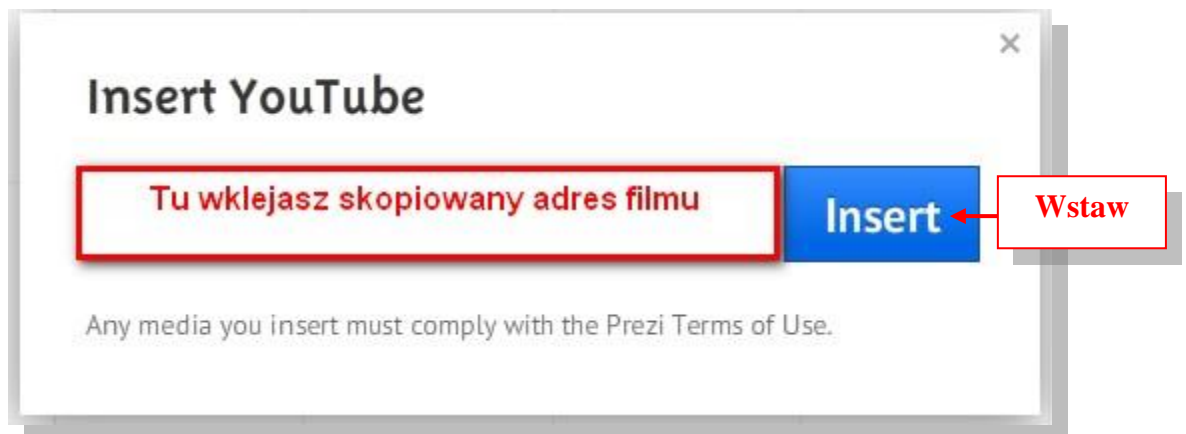 ×
Insert YouTube
Tu wklejasz skopiowany adres filmu
Insert
Wstaw
Any media you insert must comply with the Prezi Terms of Use.